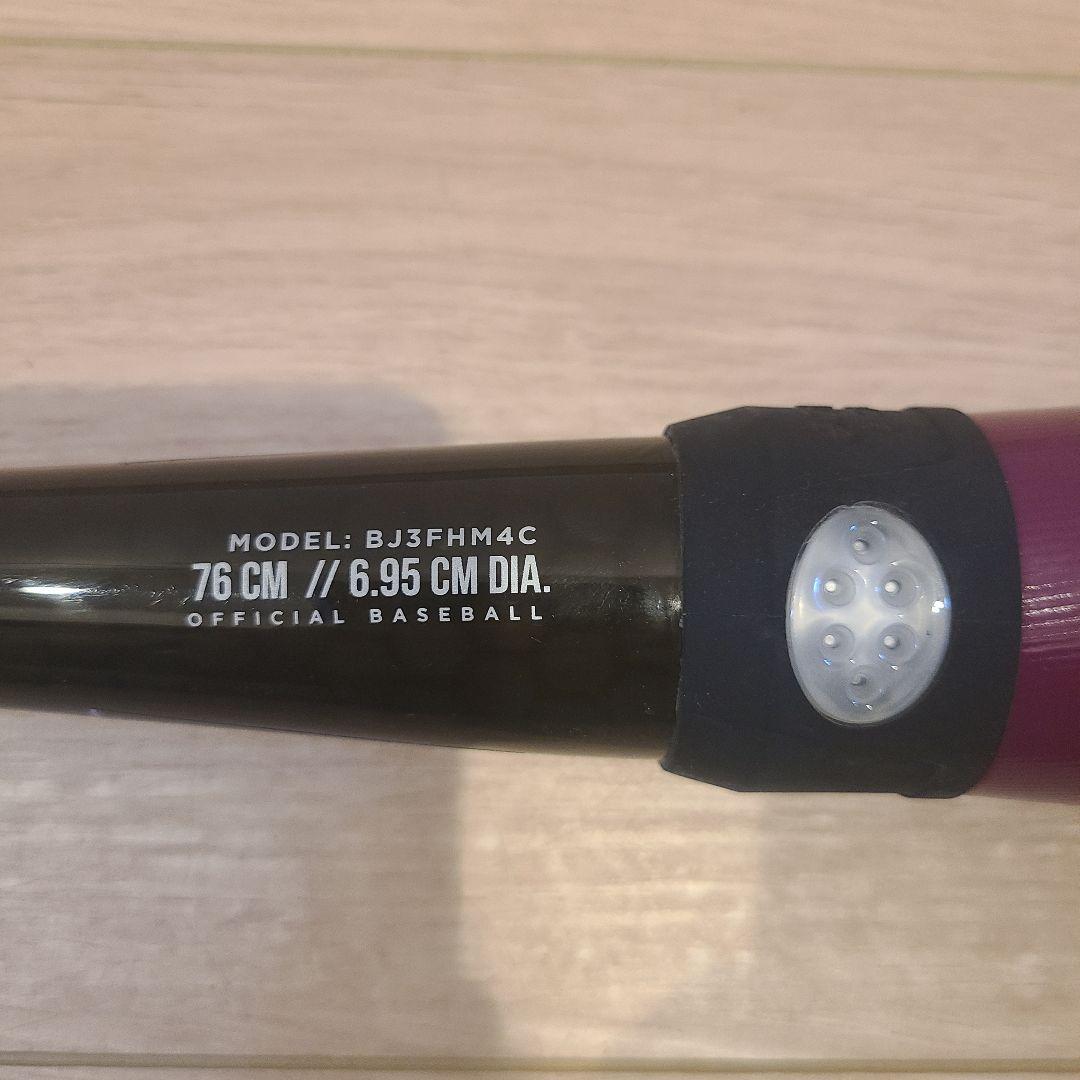 MODEL: BJ3FHM4C
76 CM // 6.95 CM DIA.
OFFICIAL BASEBALL